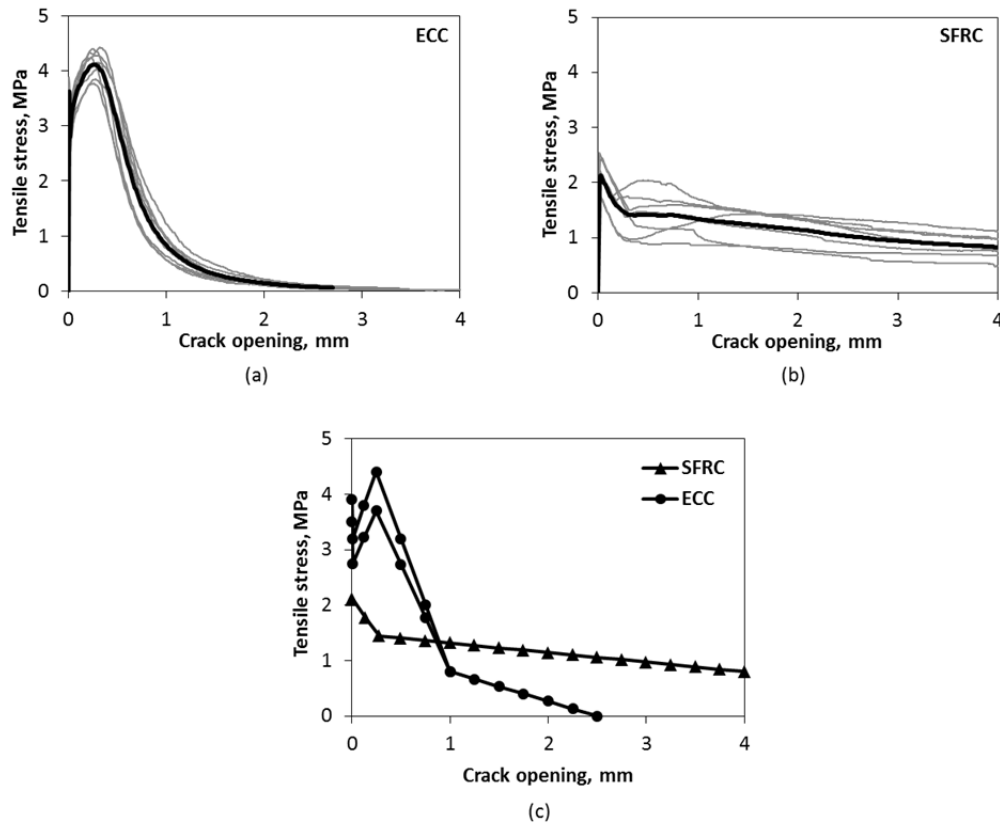 ECC
5
4
3
2
1
0
Tensile stress, MPa
0 1 2 3 4
Crack opening, mm
(a)
SFRC
5
4
3
2
1
0
Tensile stress, MPa
0 1 2 3 4
Crack opening, mm
(b)
SFRC
ECC
5
4
3
2
1
0
Tensile stress, MPa
0 1 2 3 4
Crack opening, mm
(c)